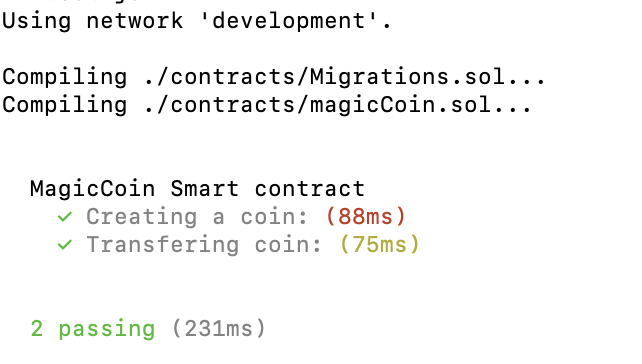 Using network 'development'.
Compiling ./contracts/Migrations.sol...
Compiling ./contracts/magicCoin.sol...
MagicCoin Smart contract
✓ Creating a coin: (88ms)
✓ Transfering coin: (75ms)
2 passing (231ms)